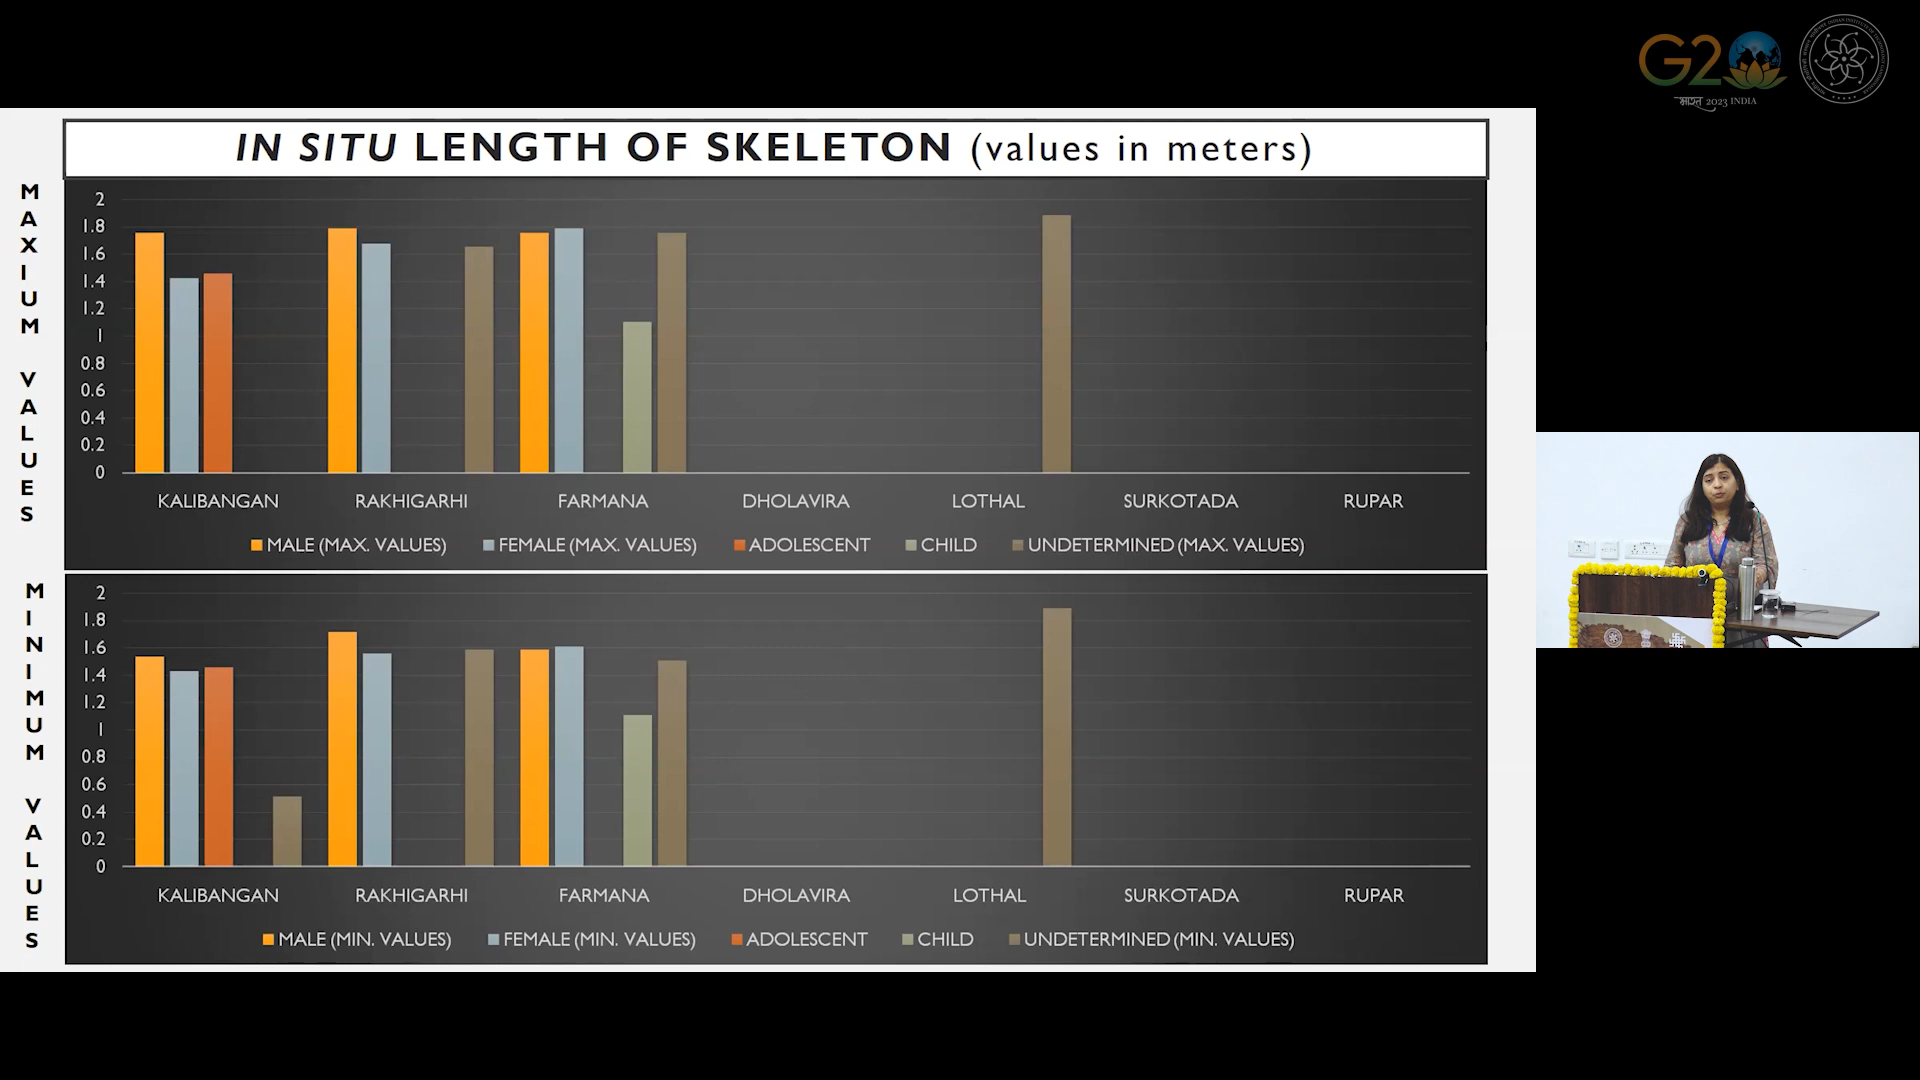 G20
भारत 2023 INDIA
IN SITU LENGTH OF SKELETON (values in meters)
MAXIUM VALUES
2
1.8
1.6
1.4
1.2
1
0.8
0.6
0.4
0.2
0
KALIBANGAN RAKHIGARHI FARMANA DHOLAVIRA LOTHAL SURKOTADA RUPAR
MALE (MAX. VALUES) FEMALE (MAX. VALUES) ADOLESCENT CHILD UNDETERMINED (MAX. VALUES)
MINIMUM VALUES
2
1.8
1.6
1.4
1.2
1
0.8
0.6
0.4
0.2
0
KALIBANGAN RAKHIGARHI FARMANA DHOLAVIRA LOTHAL SURKOTADA RUPAR
MALE (MIN. VALUES) FEMALE (MIN. VALUES) ADOLESCENT CHILD UNDETERMINED (MIN. VALUES)